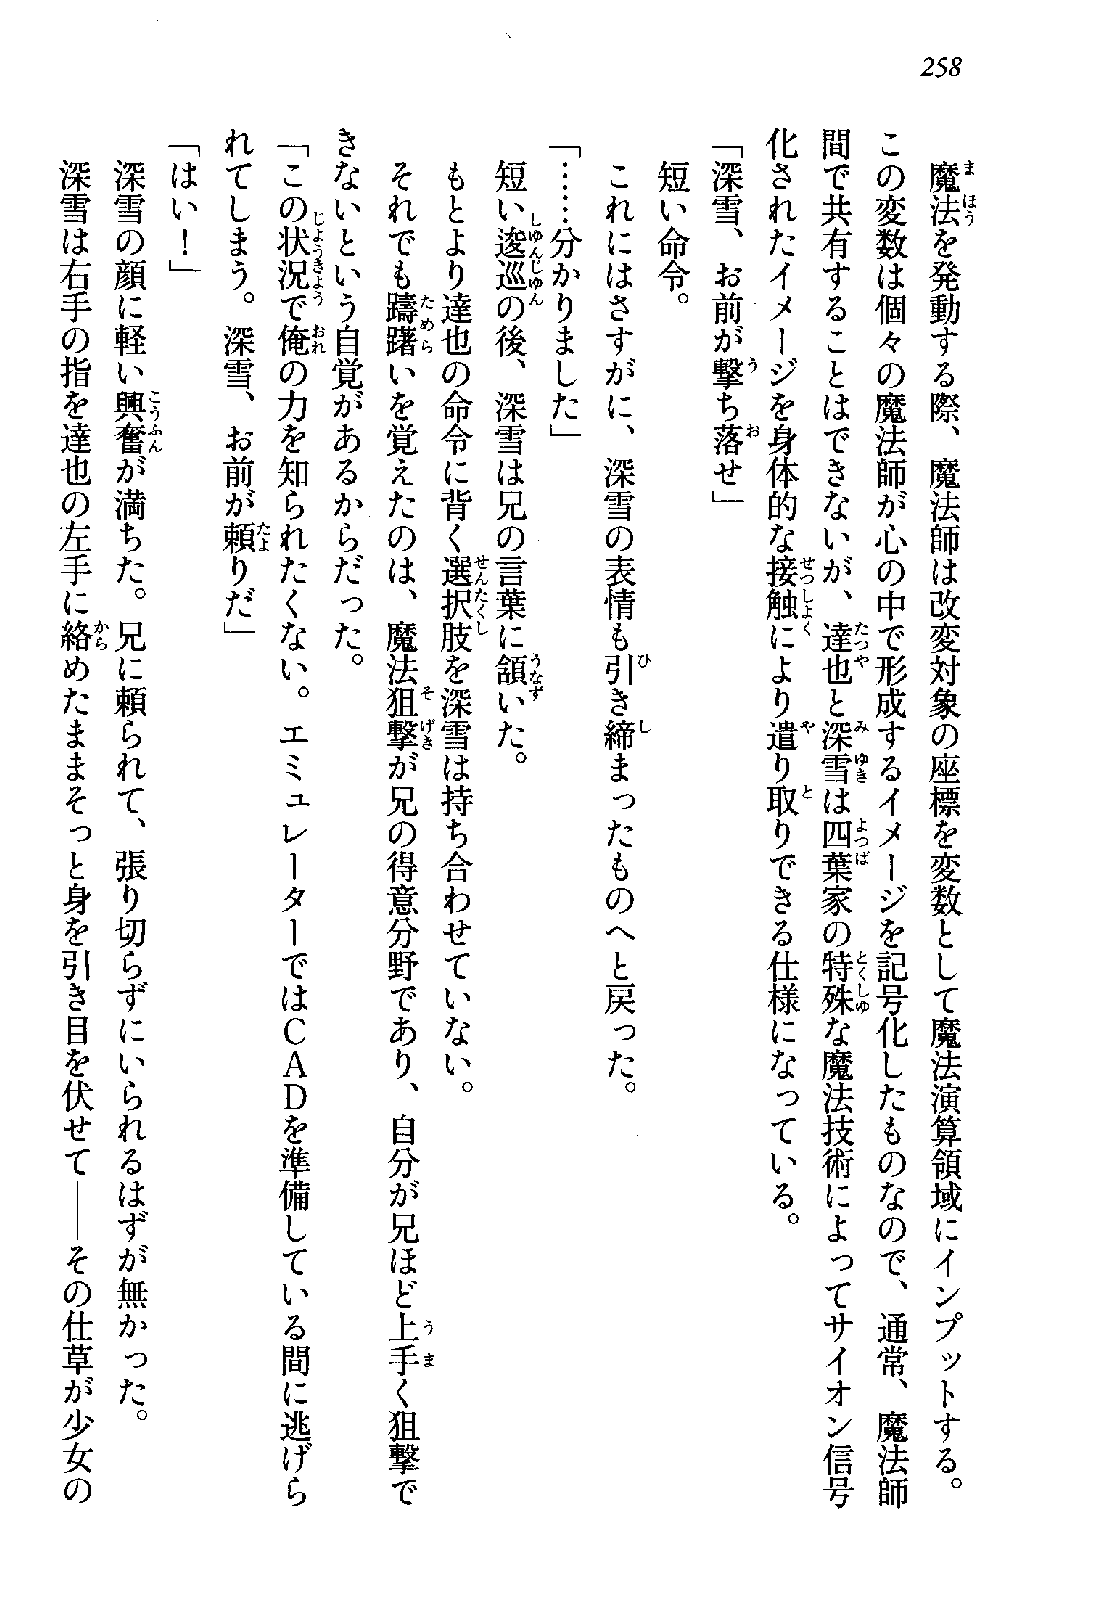 258
魔法を発動する際、魔法師は改変対象の座標を変数として魔法演算領域にインプットする。
この変数は個々の魔法師が心の中で形成するイメージを記号化したものなので、通常、魔法師
間で共有することはできないが、達也と深雪は四葉家の特殊な魔法技術によってサイオン信号
化されたイメージを身体的な接触により遣り取りできる仕様になっている。
「深雪、お前が撃ち落せ」
短い命令。
これにはさすがに、深雪の表情も引き締まったものへと戻った。
「……分かりました」
短い逡巡の後、深雪は兄の言葉に頷いた。
もとより達也の命令に背く選択肢を深雪は持ち合わせていない。
それでも躊躇いを覚えたのは、魔法狙撃が兄の得意分野であり、自分が兄ほど上手く狙撃で
きないという自覚があるからだった。
「この状況で俺の力を知られたくない。エミュレーターではＣＡＤを準備している間に逃げら
れてしまう。深雪、お前が頼りだ」
「はい！」
深雪の顔に軽い興奮が満ちた。兄に頼られて、張り切らずにいられるはずが無かった。
深雪は右手の指を達也の左手に絡めたままそっと身を引き目を伏せて――その仕草が少女の